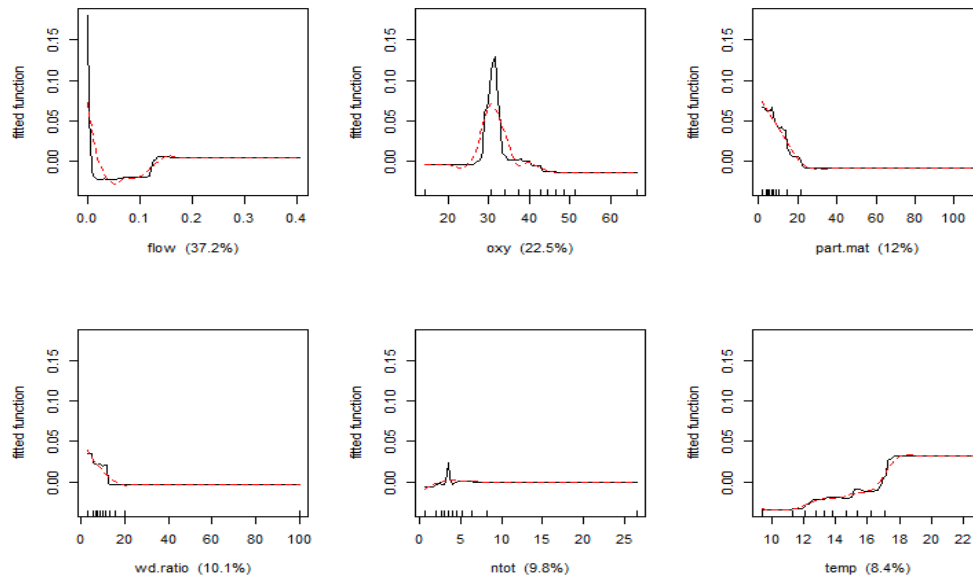 fitted function
0.00 0.05 0.10 0.15
0.0 0.1 0.2 0.3 0.4
flow (37.2%)
fitted function
0.00 0.05 0.10 0.15
20 30 40 50 60
oxy (22.5%)
fitted function
0.00 0.05 0.10 0.15
0 20 40 60 80 100
part.mat (12%)
fitted function
0.00 0.05 0.10 0.15
0 20 40 60 80 100
wd.ratio (10.1%)
fitted function
0.00 0.05 0.10 0.15
0 5 10 15 20 25
ntot (9.8%)
fitted function
0.00 0.05 0.10 0.15
10 12 14 16 18 20 22
temp (8.4%)